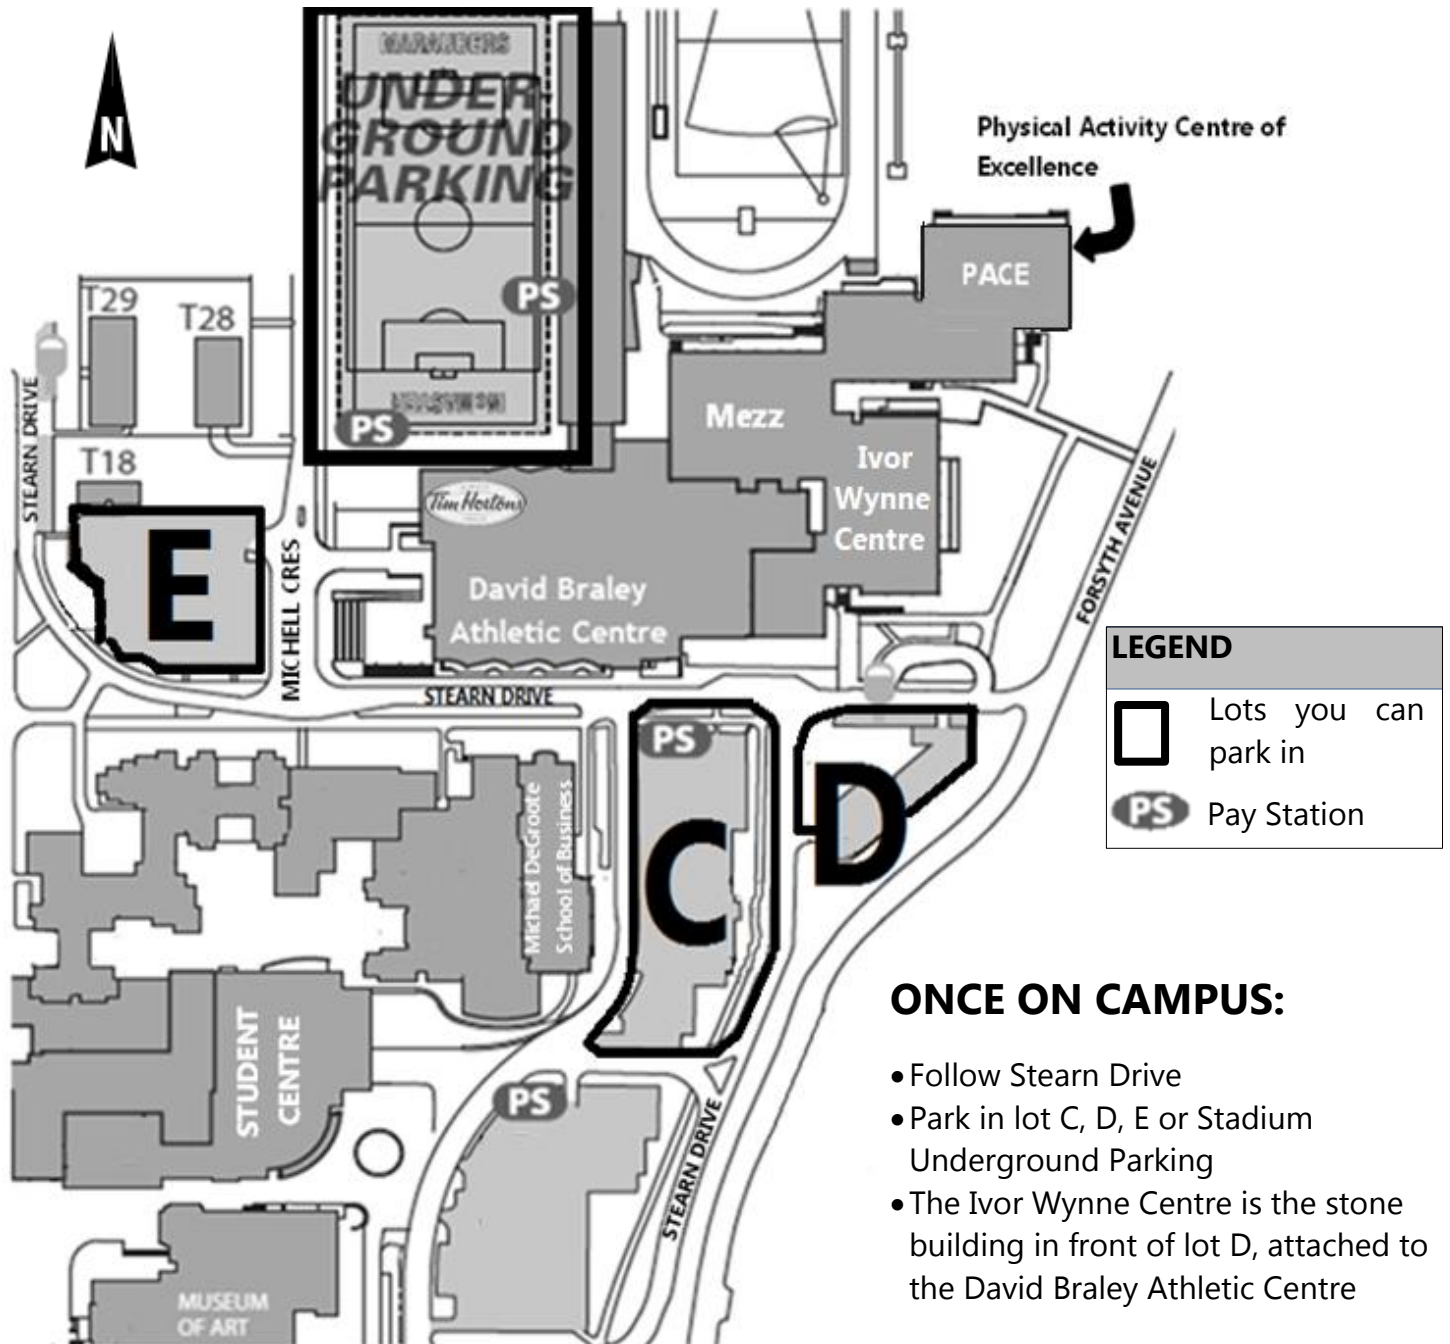 MARAUDERS
UNDER-
GROUND
PARKING
N
Physical Activity Centre of
Excellence
PACE
PS
T29
T28
STEARN DRIVE
PS
Mezz
Ivor
Wynne
Centre
T18
Tim Hortons
E
MICHELL CRES
David Braley
Athletic Centre
FORSYTH AVENUE
LEGEND
Lots you can
park in
PS Pay Station
STEARN DRIVE
PS
C
D
Michael DeGroote
School of Business
STUDENT
CENTRE
PS
STEARN DRIVE
MUSEUM
OF ART
ONCE ON CAMPUS:
• Follow Stearn Drive
• Park in lot C, D, E or Stadium
Underground Parking
• The Ivor Wynne Centre is the stone
building in front of lot D, attached to
the David Braley Athletic Centre